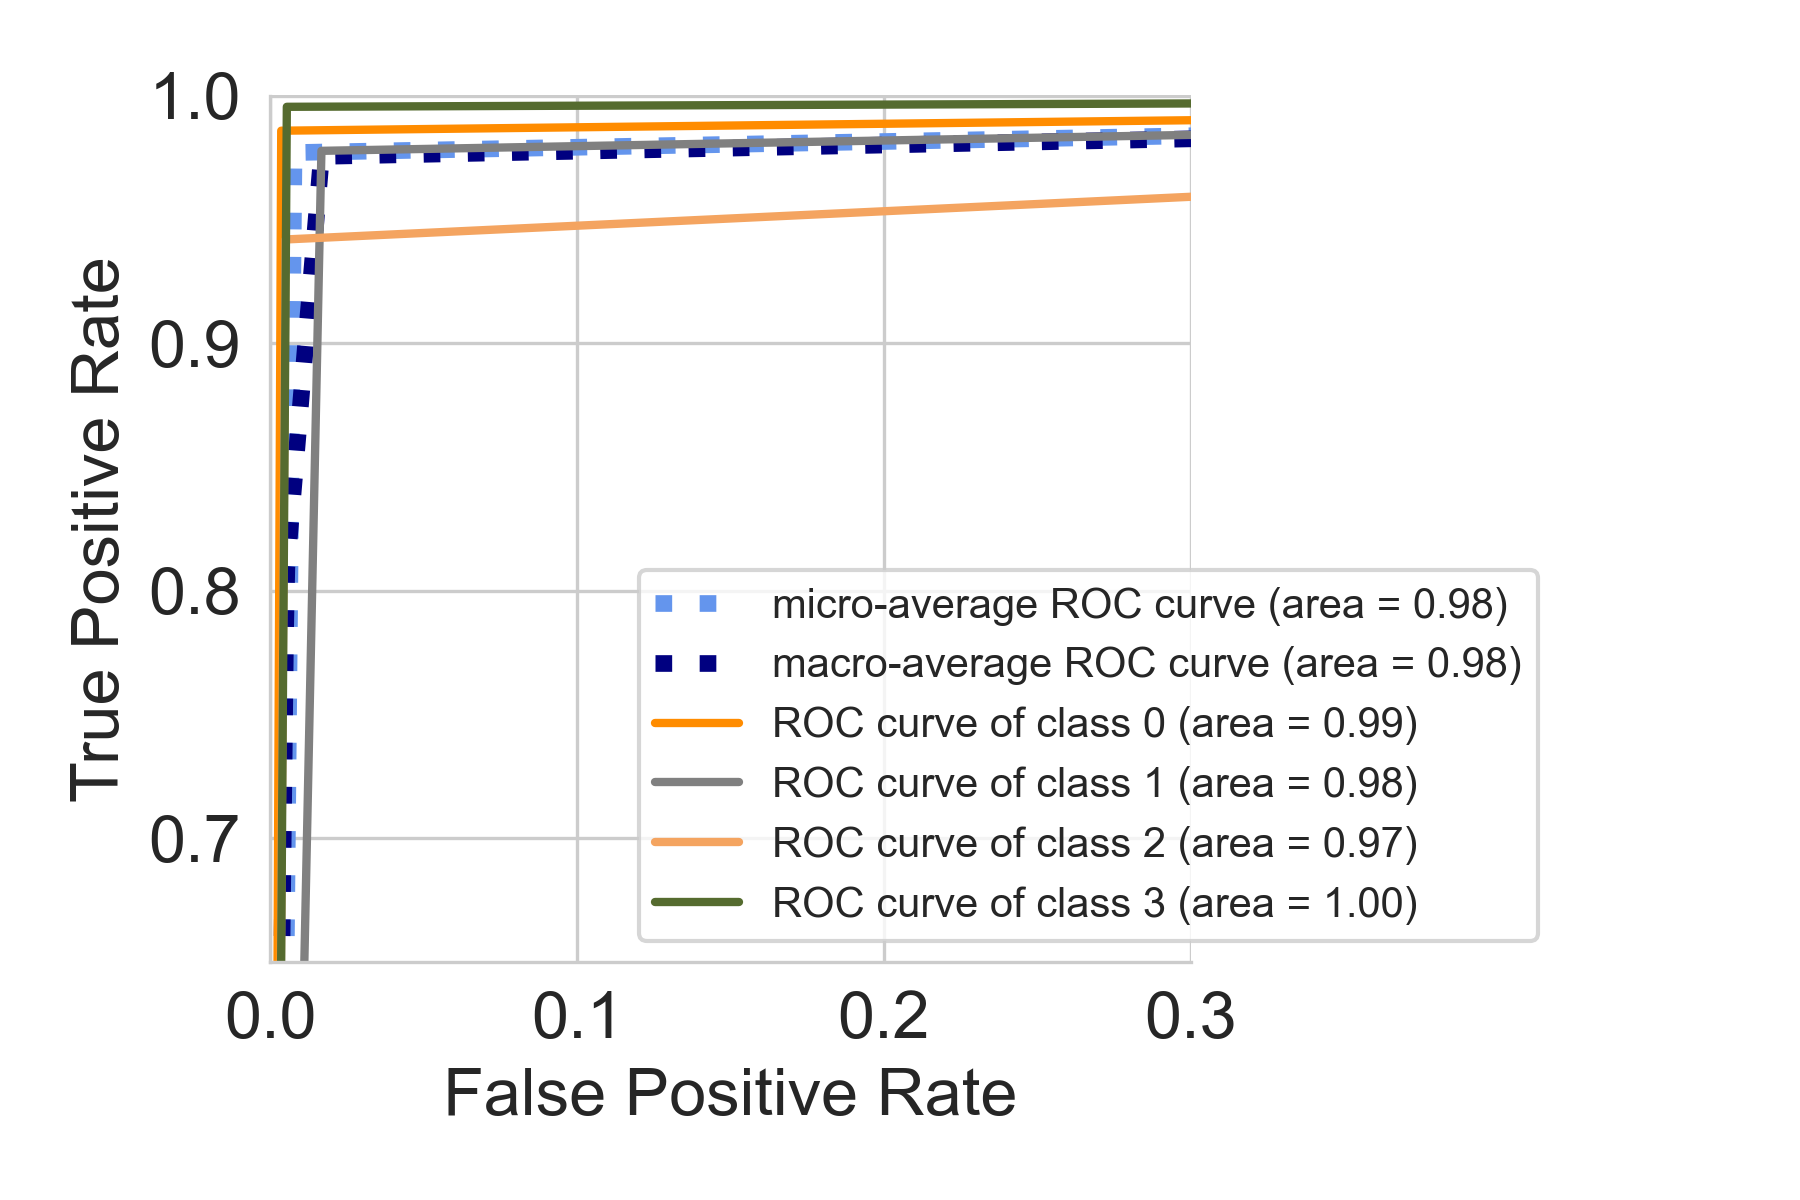 1.0
0.9
0.8
0.7
True Positive Rate
micro-average ROC curve (area = 0.98)
macro-average ROC curve (area = 0.98)
ROC curve of class 0 (area = 0.99)
ROC curve of class 1 (area = 0.98)
ROC curve of class 2 (area = 0.97)
ROC curve of class 3 (area = 1.00)
0.0 0.1 0.2 0.3
False Positive Rate